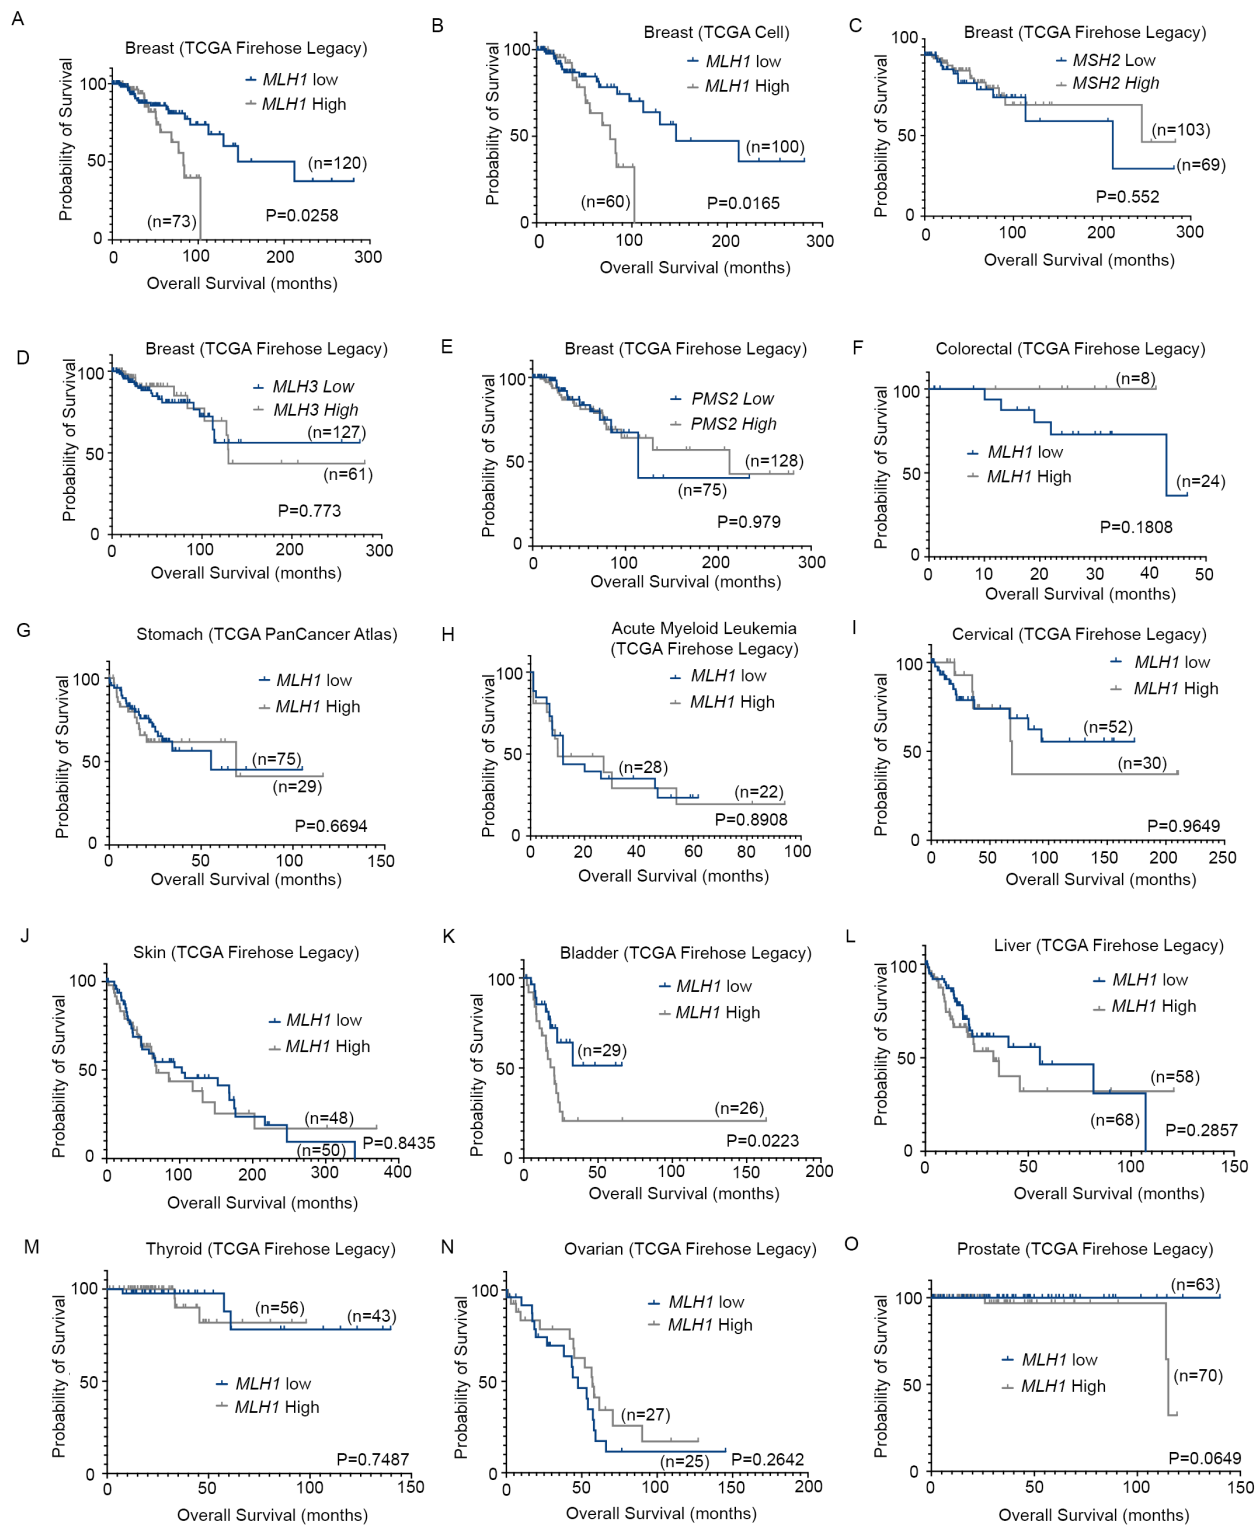 A
Breast (TCGA Firehose Legacy)
MLH1 low
MLH1 High
Probability of Survival
100
50
0
(n=120)
(n=73)
P=0.0258
0 100 200 300
Overall Survival (months)
B
Breast (TCGA Cell)
MLH1 low
MLH1 High
Probability of Survival
100
50
0
(n=100)
(n=60)
P=0.0165
0 100 200 300
Overall Survival (months)
C
Breast (TCGA Firehose Legacy)
MSH2 Low
MSH2 High
Probability of Survival
100
50
0
(n=103)
(n=69)
P=0.552
0 100 200 300
Overall Survival (months)
D
Breast (TCGA Firehose Legacy)
MLH3 Low
MLH3 High
Probability of Survival
100
50
0
(n=127)
(n=61)
P=0.773
0 100 200 300
Overall Survival (months)
E
Breast (TCGA Firehose Legacy)
PMS2 Low
PMS2 High
Probability of Survival
100
50
0
(n=128)
(n=75)
P=0.979
0 100 200 300
Overall Survival (months)
F
Colorectal (TCGA Firehose Legacy)
(n=8)
MLH1 low
MLH1 High
Probability of Survival
100
50
0
(n=24)
P=0.1808
0 10 20 30 40 50
Overall Survival (months)
G
Stomach (TCGA PanCancer Atlas)
MLH1 low
MLH1 High
Probability of Survival
100
50
0
(n=75)
(n=29)
P=0.6694
0 50 100 150
Overall Survival (months)
H
Acute Myeloid Leukemia
(TCGA Firehose Legacy)
MLH1 low
MLH1 High
Probability of Survival
100
50
0
(n=28)
(n=22)
P=0.8908
0 20 40 60 80 100
Overall Survival (months)
I
Cervical (TCGA Firehose Legacy)
MLH1 low
MLH1 High
Probability of Survival
100
50
0
(n=52)
(n=30)
P=0.9649
0 50 100 150 200 250
Overall Survival (months)
J
Skin (TCGA Firehose Legacy)
MLH1 low
MLH1 High
Probability of Survival
100
50
0
(n=48)
(n=50)
P=0.8435
0 100 200 300 400
Overall Survival (months)
K
Bladder (TCGA Firehose Legacy)
MLH1 low
MLH1 High
Probability of Survival
100
50
0
(n=29)
(n=26)
P=0.0223
0 50 100 150 200
Overall Survival (months)
L
Liver (TCGA Firehose Legacy)
MLH1 low
MLH1 High
Probability of Survival
100
50
0
(n=58)
(n=68)
P=0.2857
0 50 100 150
Overall Survival (months)
M
Thyroid (TCGA Firehose Legacy)
Probability of Survival
100
50
0
(n=56)
(n=43)
MLH1 low
MLH1 High
P=0.7487
0 50 100 150
Overall Survival (months)
N
Ovarian (TCGA Firehose Legacy)
MLH1 low
MLH1 High
Probability of Survival
100
50
0
(n=27)
(n=25)
P=0.2642
0 50 100 150 200
Overall Survival (months)
O
Prostate (TCGA Firehose Legacy)
(n=63)
Probability of Survival
100
50
0
MLH1 low
MLH1 High
(n=70)
P=0.0649
0 50 100 150
Overall Survival (months)